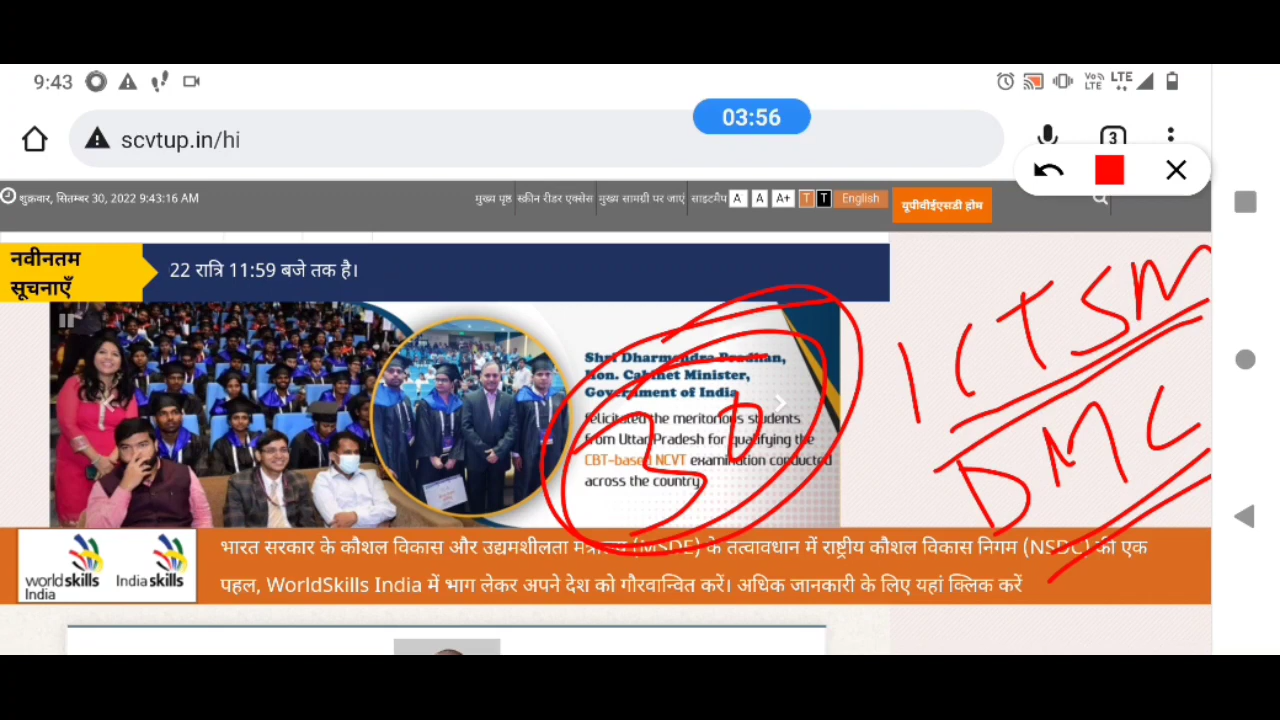 9:43
Vo)) LTE LTE
03:56
scvtup.in/hi
3
शुक्रवार, सितम्बर 30, 2022 9:43:16 AM
मुख्य पृष्ठ स्क्रीन रीडर एक्सेस मुख्य सामग्री पर जाएं साइटमैप A A A+ T T English
यूपीवीईएसडी होम
नवीनतम
सूचनाएँ
22 रात्रि 11:59 बजे तक है।
Shri Dharmendra Pradhan,
Hon. Cabinet Minister,
Government of India
felicitated the meritorious students
from Uttar Pradesh for qualifying the
CBT-based NCVT examination conducted
across the country
ICTSM
DMC
worldskills India
India skills
भारत सरकार के कौशल विकास और उद्यमशीलता मंत्रालय (MSDE) के तत्वावधान में राष्ट्रीय कौशल विकास निगम (NSDC) की एक
पहल, WorldSkills India में भाग लेकर अपने देश को गौरवान्वित करें। अधिक जानकारी के लिए यहां क्लिक करें